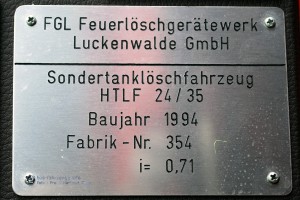 FGL Feuerlöschgerätewerk
Luckenwalde GmbH
Sondertanklöschfahrzeug
HTLF 24/35
Baujahr 1994
Fabrik-Nr. 354
i= 0,71